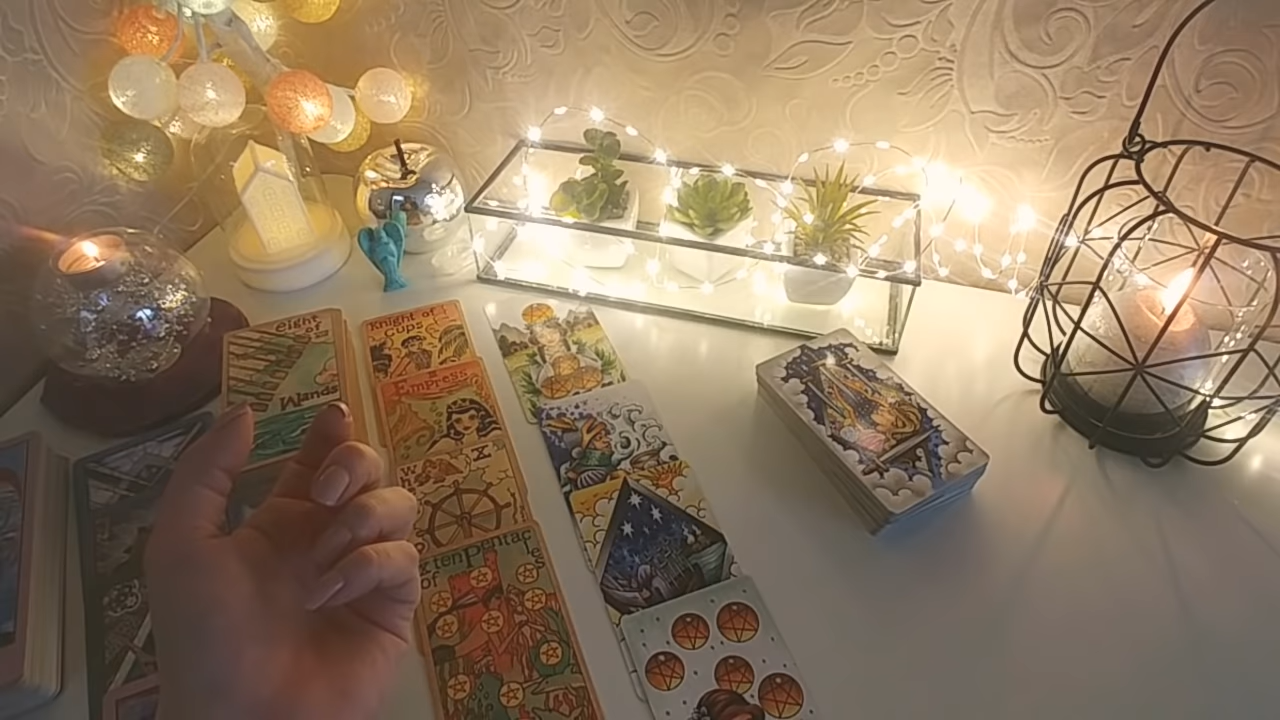 eight
of
Wands
Knight of
Cups
Empress
W X
x ten Pentac
of les